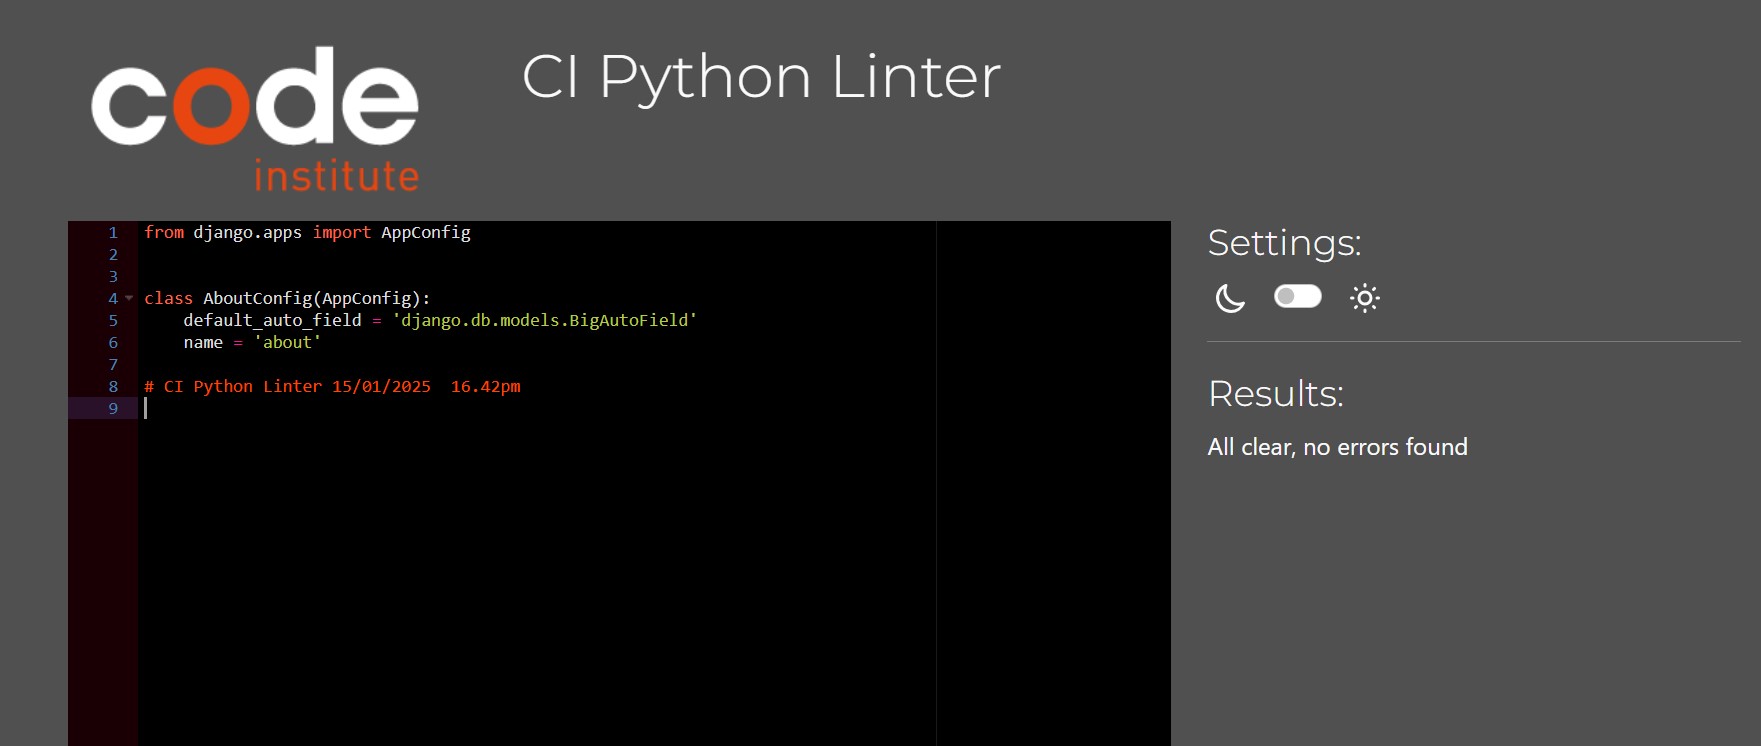 code
institute
CI Python Linter
1 from django.apps import AppConfig
2
3
4 class AboutConfig(AppConfig):
5     default_auto_field = 'django.db.models.BigAutoField'
6     name = 'about'
7
8 # CI Python Linter 15/01/2025  16.42pm
9
Settings:
Results:
All clear, no errors found